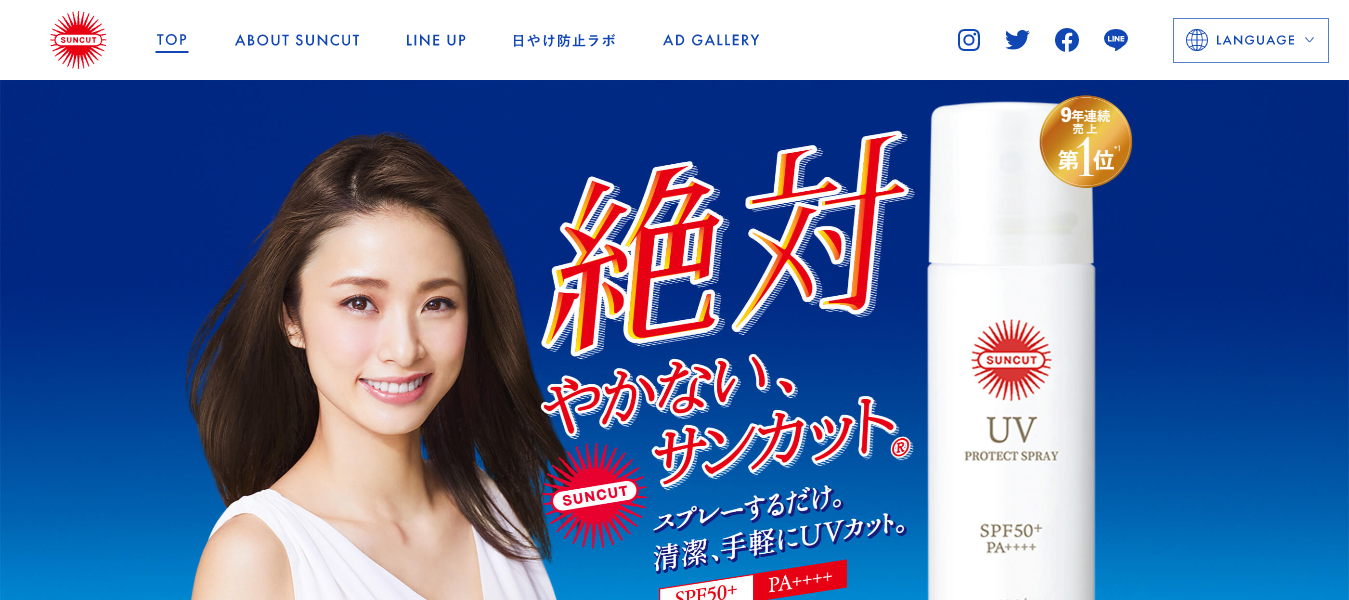 SUNCUT
TOP
ABOUT SUNCUT
LINE UP
日やけ防止ラボ
AD GALLERY
LINE
LANGUAGE
9年連続
売上
第1位*1
絶対
やかない、
サンカット®
SUNCUT
スプレーするだけ。
清潔、手軽にUVカット。
SPF50+
PA++++
SUNCUT
UV
PROTECT SPRAY
SPF50+
PA++++